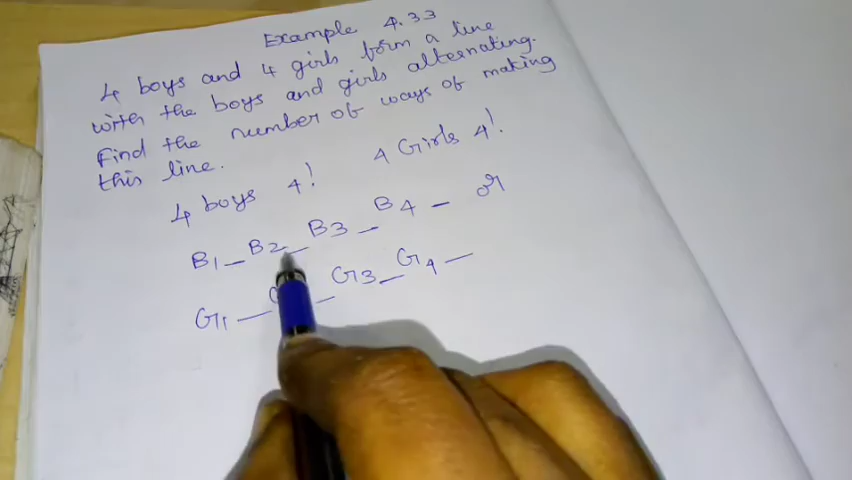 Example 4.33
4 boys and 4 girls form a line
with the boys and girls alternating.
Find the number of ways of making
this line.
4 boys 4! 4 Girls 4!
B1 _ B2 _ B3 _ B4 _ or
G1 _ G _ G3 _ G4 _